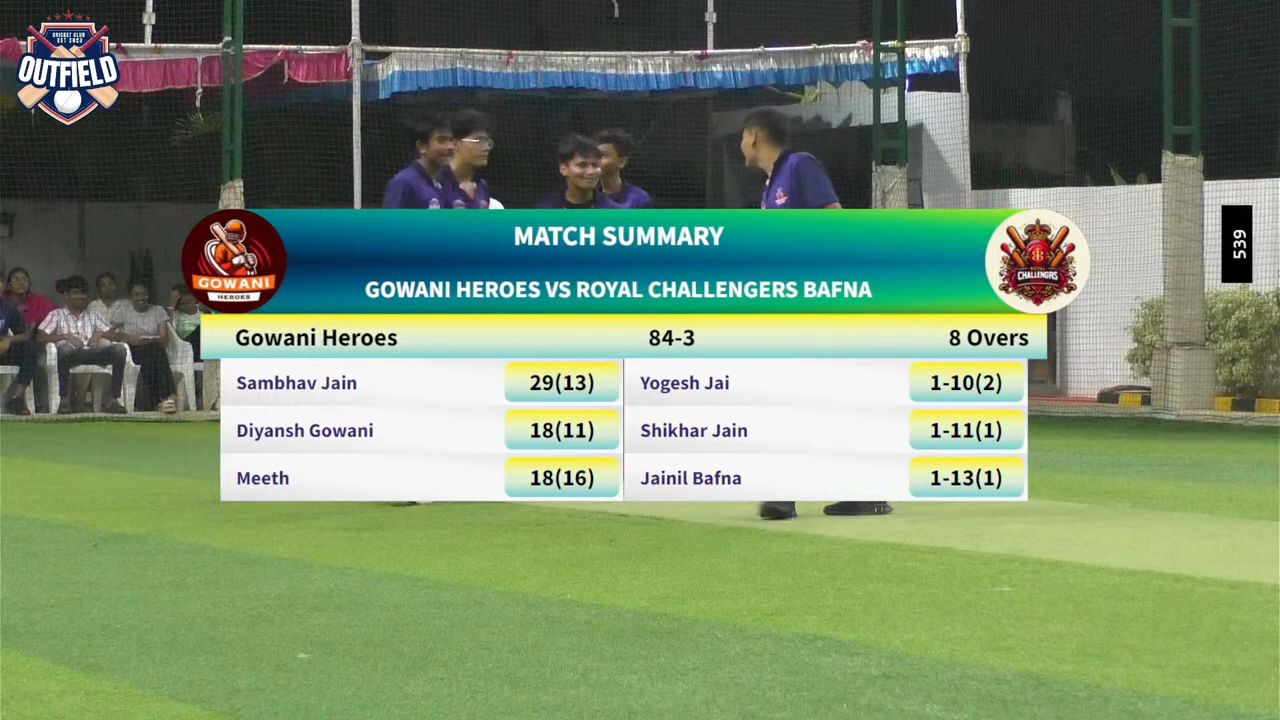 CRICKET CLUB
EST 2023
OUTFIELD
MATCH SUMMARY
GOWANI HEROES VS ROYAL CHALLENGERS BAFNA
GOWANI
HEROES
ROYAL
CHALLENGRS
539
Gowani Heroes 84-3 8 Overs
Sambhav Jain 29(13) Yogesh Jai 1-10(2)
Diyansh Gowani 18(11) Shikhar Jain 1-11(1)
Meeth 18(16) Jainil Bafna 1-13(1)